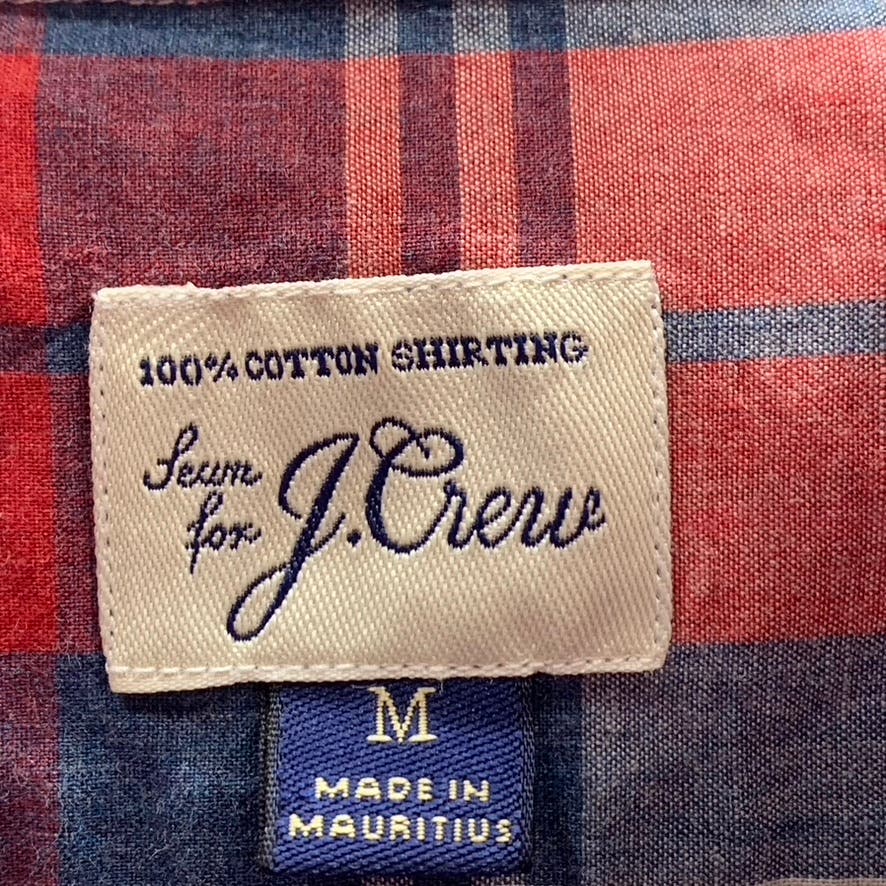 100% COTTON SHIRTING
Sewn
for J.Crew
M
MADE IN
MAURITIUS